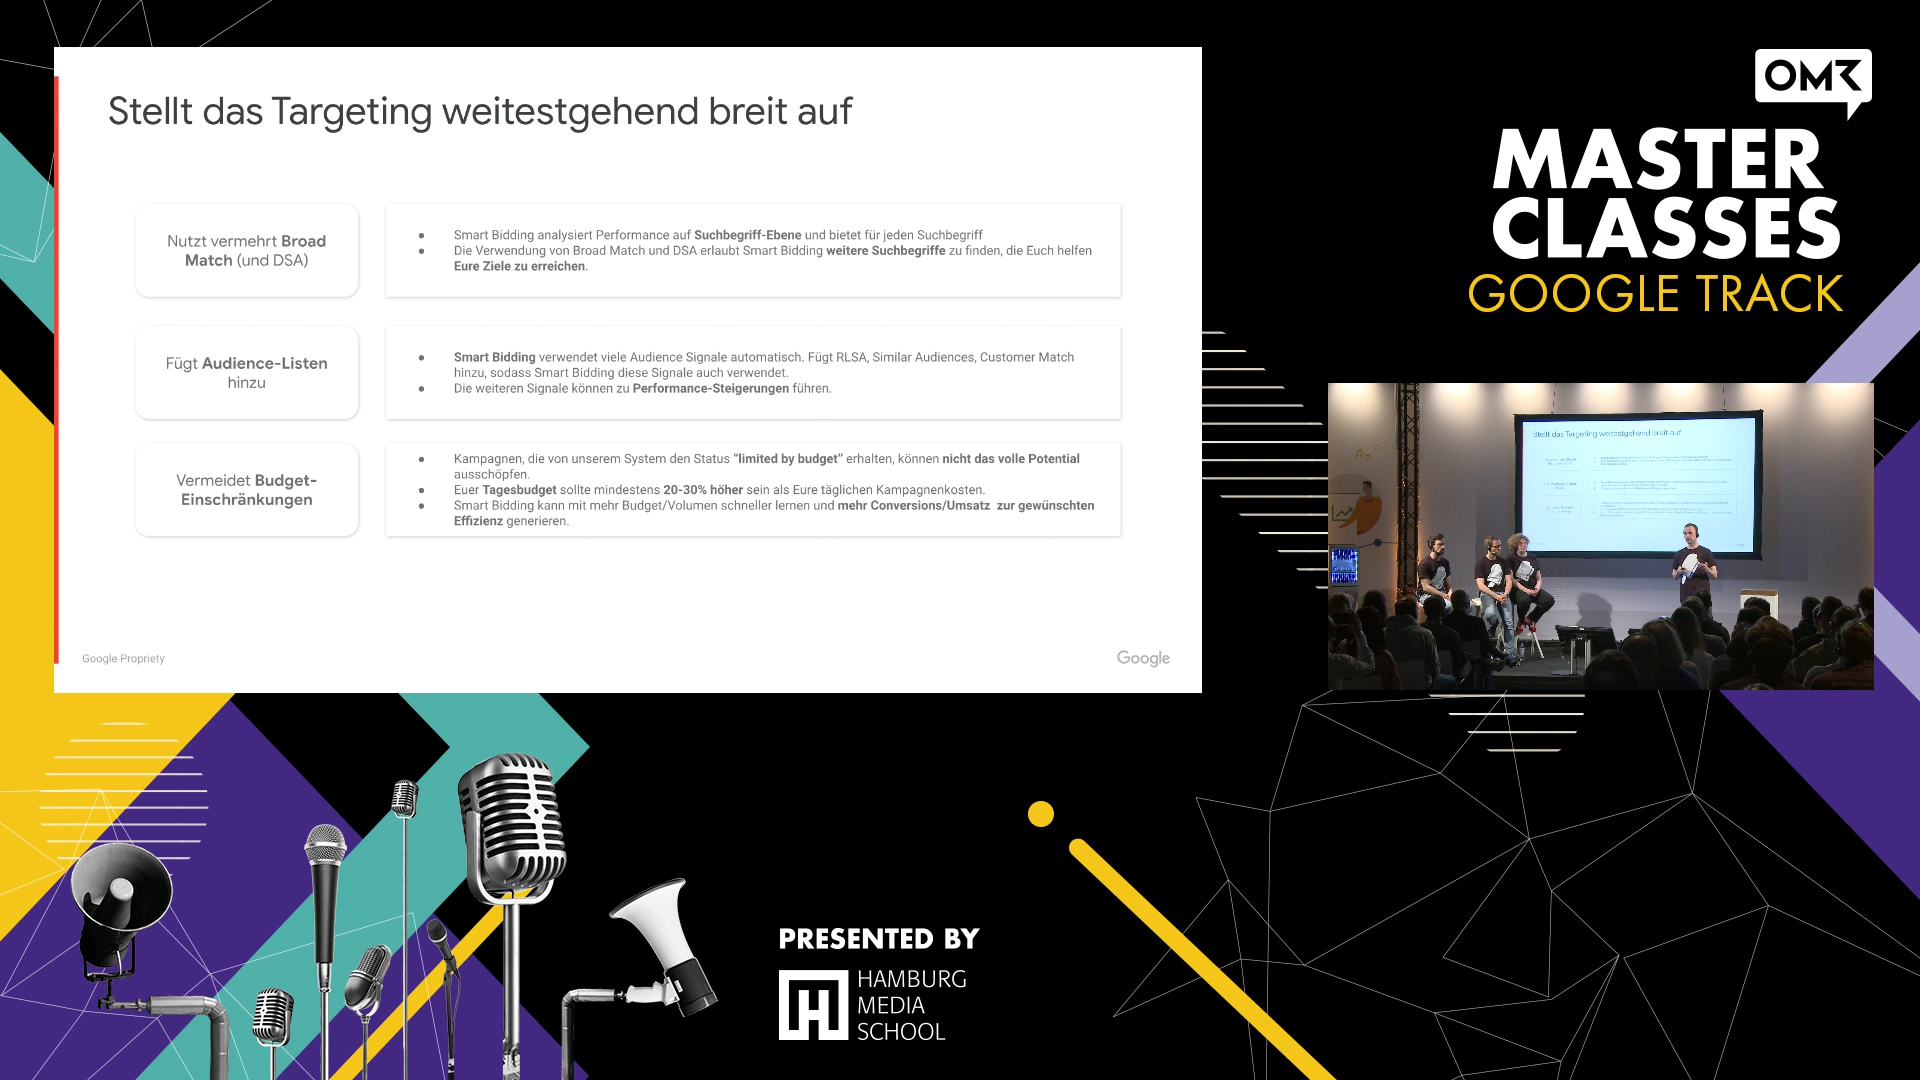 Stellt das Targeting weitestgehend breit auf
Nutzt vermehrt Broad
Match (und DSA)
● Smart Bidding analysiert Performance auf Suchbegriff-Ebene und bietet für jeden Suchbegriff
● Die Verwendung von Broad Match und DSA erlaubt Smart Bidding weitere Suchbegriffe zu finden, die Euch helfen
Eure Ziele zu erreichen.
Fügt Audience-Listen
hinzu
● Smart Bidding verwendet viele Audience Signale automatisch. Fügt RLSA, Similar Audiences, Customer Match
hinzu, sodass Smart Bidding diese Signale auch verwendet.
● Die weiteren Signale können zu Performance-Steigerungen führen.
Vermeidet Budget-
Einschränkungen
● Kampagnen, die von unserem System den Status “limited by budget” erhalten, können nicht das volle Potential
ausschöpfen.
● Euer Tagesbudget sollte mindestens 20-30% höher sein als Eure täglichen Kampagnenkosten.
● Smart Bidding kann mit mehr Budget/Volumen schneller lernen und mehr Conversions/Umsatz zur gewünschten
Effizienz generieren.
Google Propriety
Google
OMR
MASTER
CLASSES
GOOGLE TRACK
Stellt das Targeting weitestgehend breit auf
PRESENTED BY
HAMBURG
MEDIA
SCHOOL